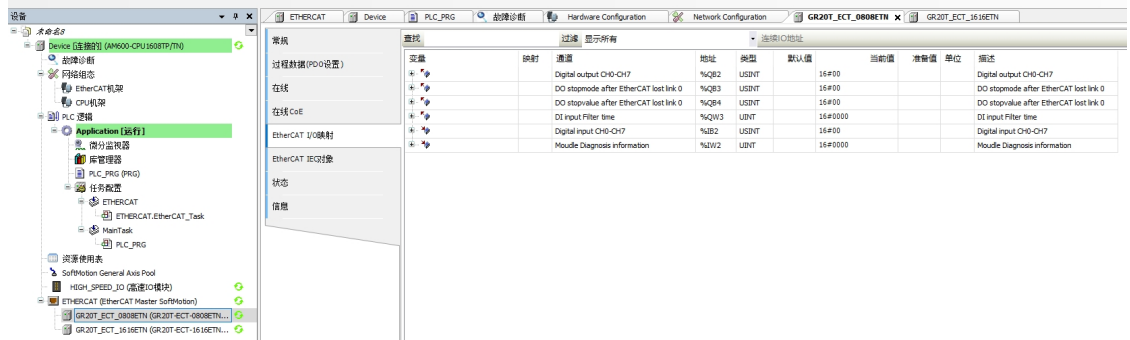 设备
ETHERCAT
Device
PLC_PRG
故障诊断
Hardware Configuration
Network Configuration
GR20T_ECT_0808ETN
GR20T_ECT_1616ETN
未命名8
Device [连接的] (AM600-CPU1608TP/TN)
故障诊断
网络组态
EtherCAT机架
CPU机架
PLC 逻辑
Application [运行]
微分监视器
库管理器
PLC_PRG (PRG)
任务配置
ETHERCAT
ETHERCAT.EtherCAT_Task
MainTask
PLC_PRG
资源使用表
SoftMotion General Axis Pool
HIGH_SPEED_IO (高速IO模块)
ETHERCAT (EtherCAT Master SoftMotion)
GR20T_ECT_0808ETN (GR20T-ECT-0808ETN...
GR20T_ECT_1616ETN (GR20T-ECT-1616ETN...
常规
过程数据(PDO设置)
在线
在线CoE
EtherCAT I/O映射
EtherCAT IEC对象
状态
信息
查找 过滤 显示所有 连续IO地址
变量 映射 通道 地址 类型 默认值 当前值 准备值 单位 描述
Digital output CH0-CH7 %QB2 USINT 16#00 Digital output CH0-CH7
DO stopmode after EtherCAT lost link 0 %QB3 USINT 16#00 DO stopmode after EtherCAT lost link 0
DO stopvalue after EtherCAT lost link 0 %QB4 USINT 16#00 DO stopvalue after EtherCAT lost link 0
DI input Filter time %QW3 UINT 16#0000 DI input Filter time
Digital input CH0-CH7 %IB2 USINT 16#00 Digital input CH0-CH7
Moudle Diagnosis information %IW2 UINT 16#0000 Moudle Diagnosis information